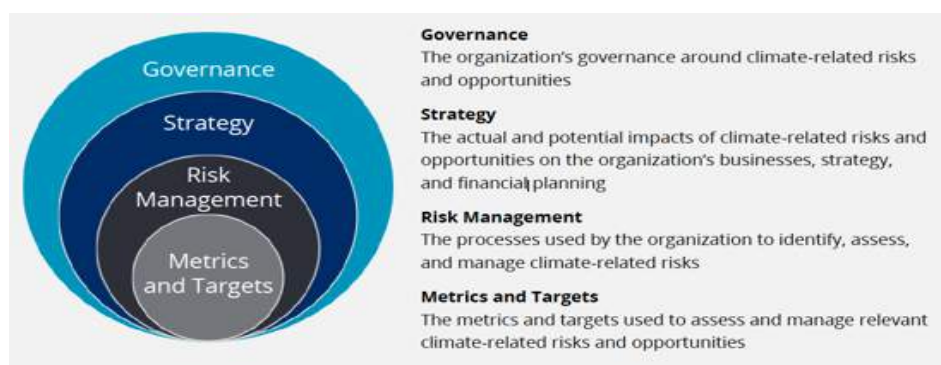 Governance
Strategy
Risk
Management
Metrics
and Targets
Governance
The organization's governance around climate-related risks
and opportunities
Strategy
The actual and potential impacts of climate-related risks and
opportunities on the organization's businesses, strategy,
and financial planning
Risk Management
The processes used by the organization to identify, assess,
and manage climate-related risks
Metrics and Targets
The metrics and targets used to assess and manage relevant
climate-related risks and opportunities